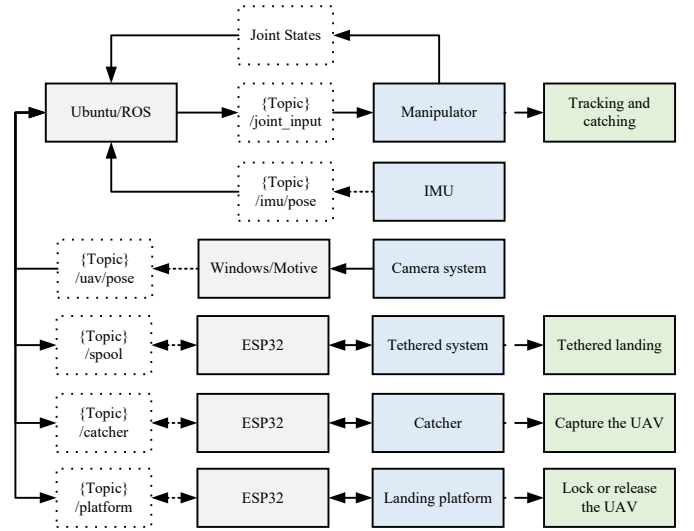 Joint States
Ubuntu/ROS
{Topic}
/joint_input
Manipulator
Tracking and
catching
{Topic}
/imu/pose
IMU
{Topic}
/uav/pose
Windows/Motive
Camera system
{Topic}
/spool
ESP32
Tethered system
Tethered landing
{Topic}
/catcher
ESP32
Catcher
Capture the UAV
{Topic}
/platform
ESP32
Landing platform
Lock or release
the UAV